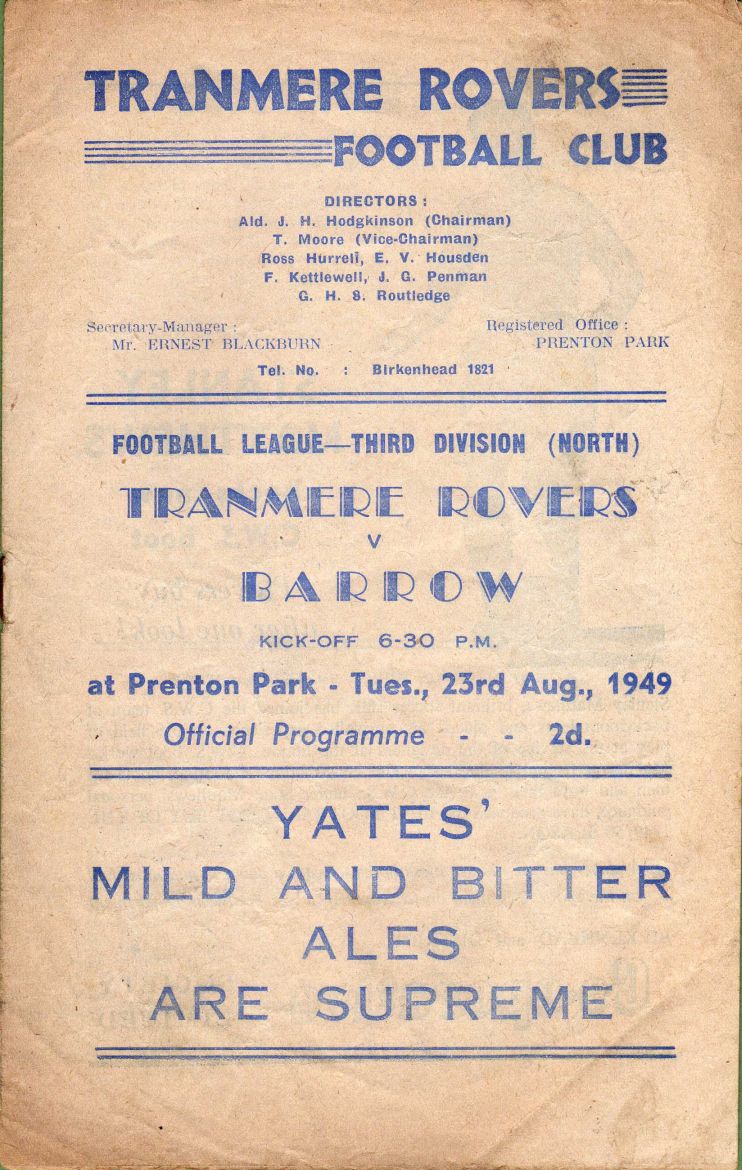 TRANMERE ROVERS
FOOTBALL CLUB
DIRECTORS :
Ald. J. H. Hodgkinson (Chairman)
T. Moore (Vice-Chairman)
Ross Hurrell, E. V. Housden
F. Kettlewell, J. G. Penman
G. H. S. Routledge
Secretary-Manager :
Mr. ERNEST BLACKBURN
Registered Office :
PRENTON PARK
Tel. No. : Birkenhead 1821
FOOTBALL LEAGUE—THIRD DIVISION (NORTH)
TRANMERE ROVERS
V
BARROW
KICK-OFF 6-30 P.M.
at Prenton Park - Tues., 23rd Aug., 1949
Official Programme - - 2d.
YATES'
MILD AND BITTER
ALES
ARE SUPREME